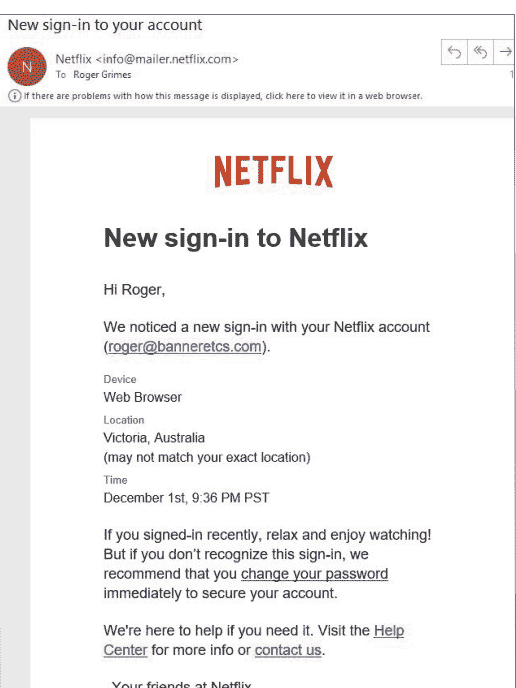 New sign-in to your account
N
Netflix <info@mailer.netflix.com>
To Roger Grimes
1
i If there are problems with how this message is displayed, click here to view it in a web browser.
NETFLIX
New sign-in to Netflix
Hi Roger,
We noticed a new sign-in with your Netflix account
(roger@banneretcs.com).
Device
Web Browser
Location
Victoria, Australia
(may not match your exact location)
Time
December 1st, 9:36 PM PST
If you signed-in recently, relax and enjoy watching!
But if you don't recognize this sign-in, we
recommend that you change your password
immediately to secure your account.
We're here to help if you need it. Visit the Help
Center for more info or contact us.
Your friends at Netflix